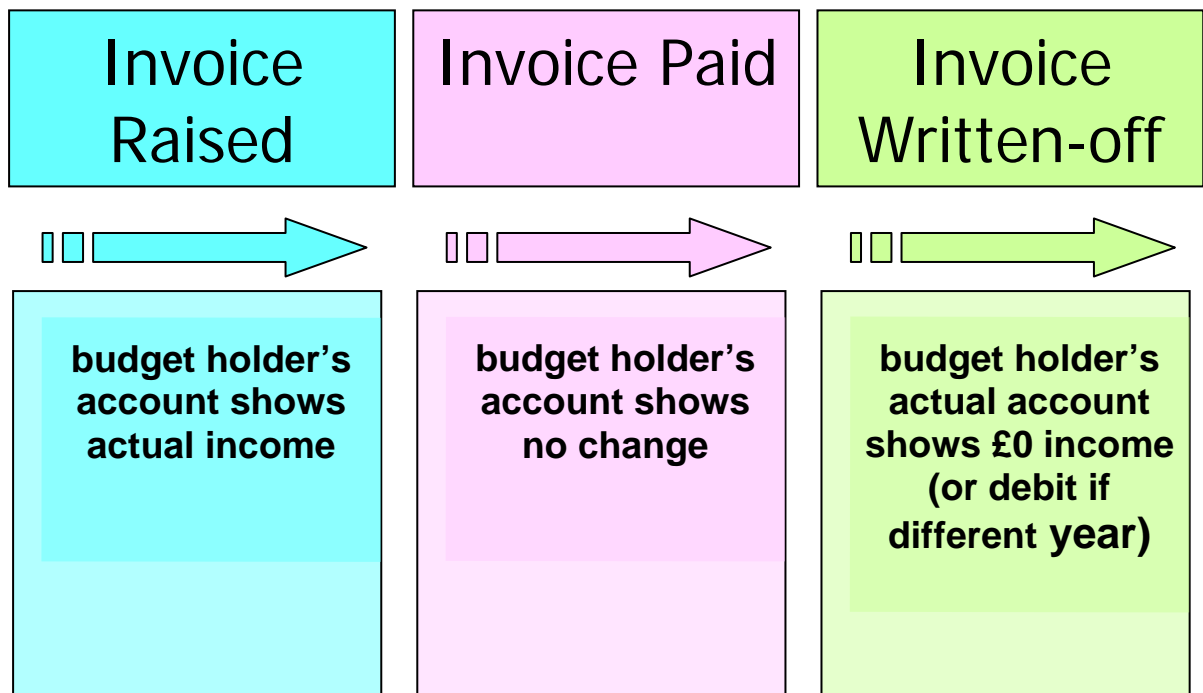 Invoice
Raised
Invoice Paid
Invoice
Written-off
budget holder’s
account shows
actual income
budget holder’s
account shows
no change
budget holder’s
actual account
shows £0 income
(or debit if
different year)